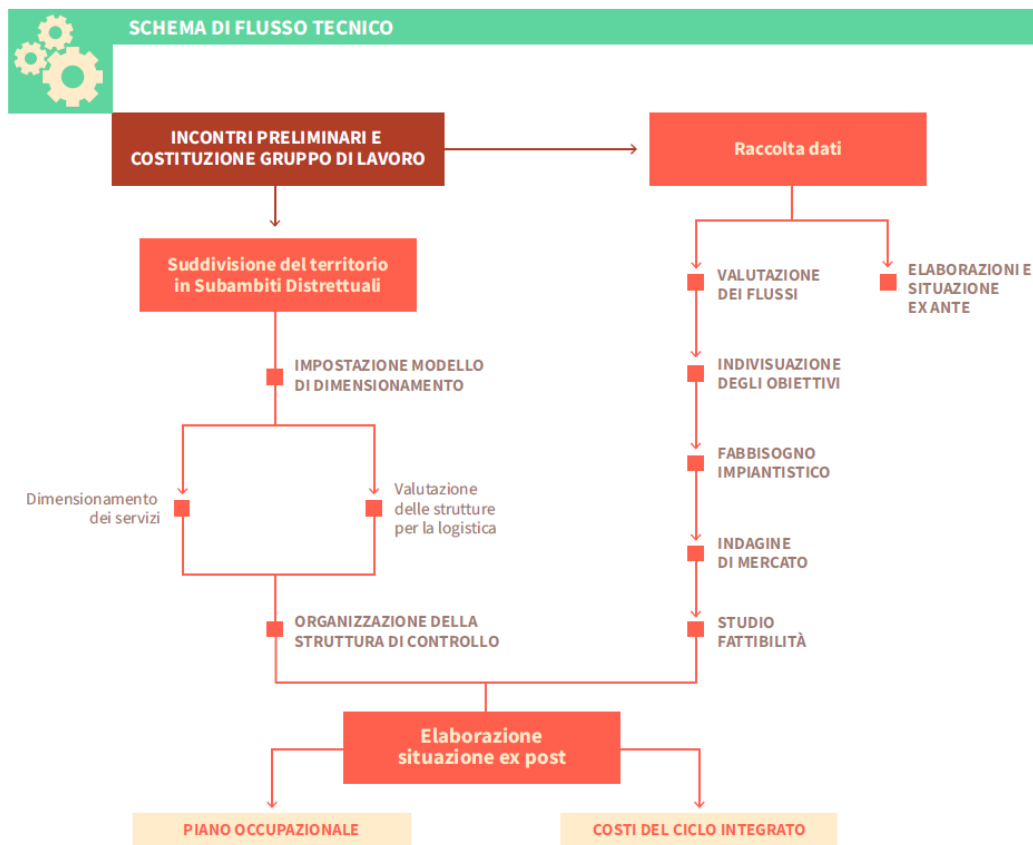 SCHEMA DI FLUSSO TECNICO
INCONTRI PRELIMINARI E
COSTITUZIONE GRUPPO DI LAVORO
Raccolta dati
Suddivisione del territorio
in Subambiti Distrettuali
VALUTAZIONE
DEI FLUSSI
ELABORAZIONI E
SITUAZIONE
EX ANTE
IMPOSTAZIONE MODELLO
DI DIMENSIONAMENTO
INDIVISUAZIONE
DEGLI OBIETTIVI
FABBISOGNO
IMPIANTISTICO
Dimensionamento
dei servizi
Valutazione
delle strutture
per la logistica
INDAGINE
DI MERCATO
ORGANIZZAZIONE DELLA
STRUTTURA DI CONTROLLO
STUDIO
FATTIBILITÀ
Elaborazione
situazione ex post
PIANO OCCUPAZIONALE
COSTI DEL CICLO INTEGRATO